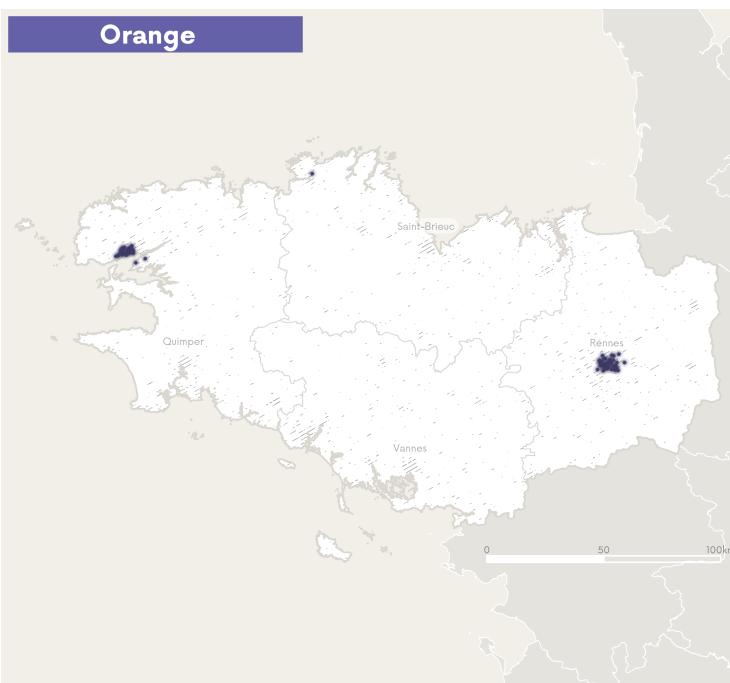 Orange
Saint-Brieuc
Quimper
Rennes
Vannes
0 50 100km